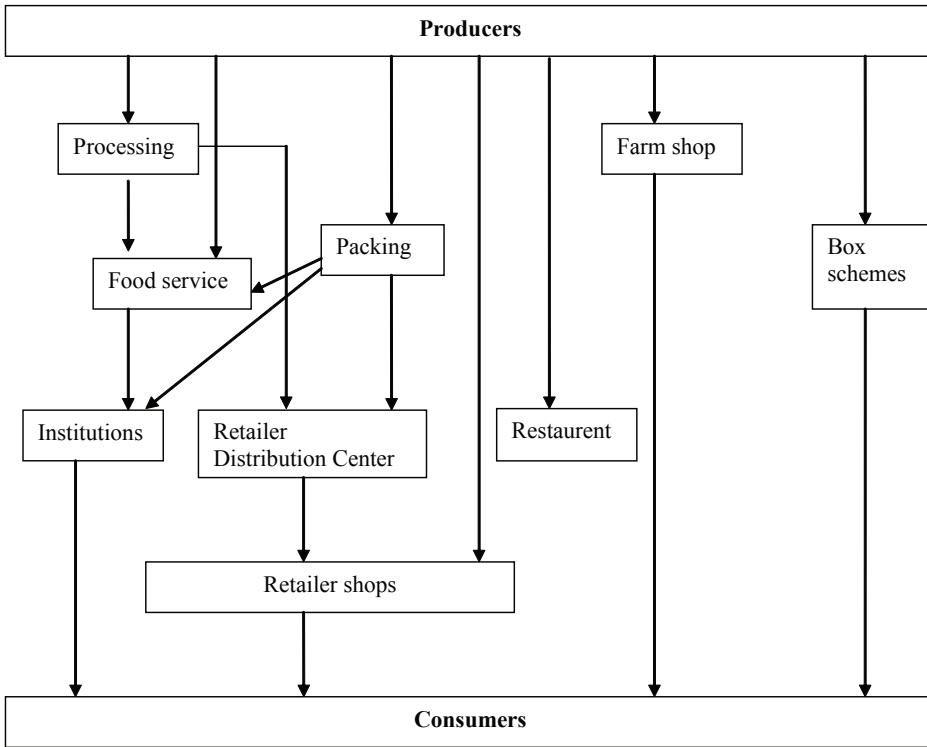 Producers
Processing
Farm shop
Packing
Box
schemes
Food service
Institutions
Retailer
Distribution Center
Restaurent
Retailer shops
Consumers